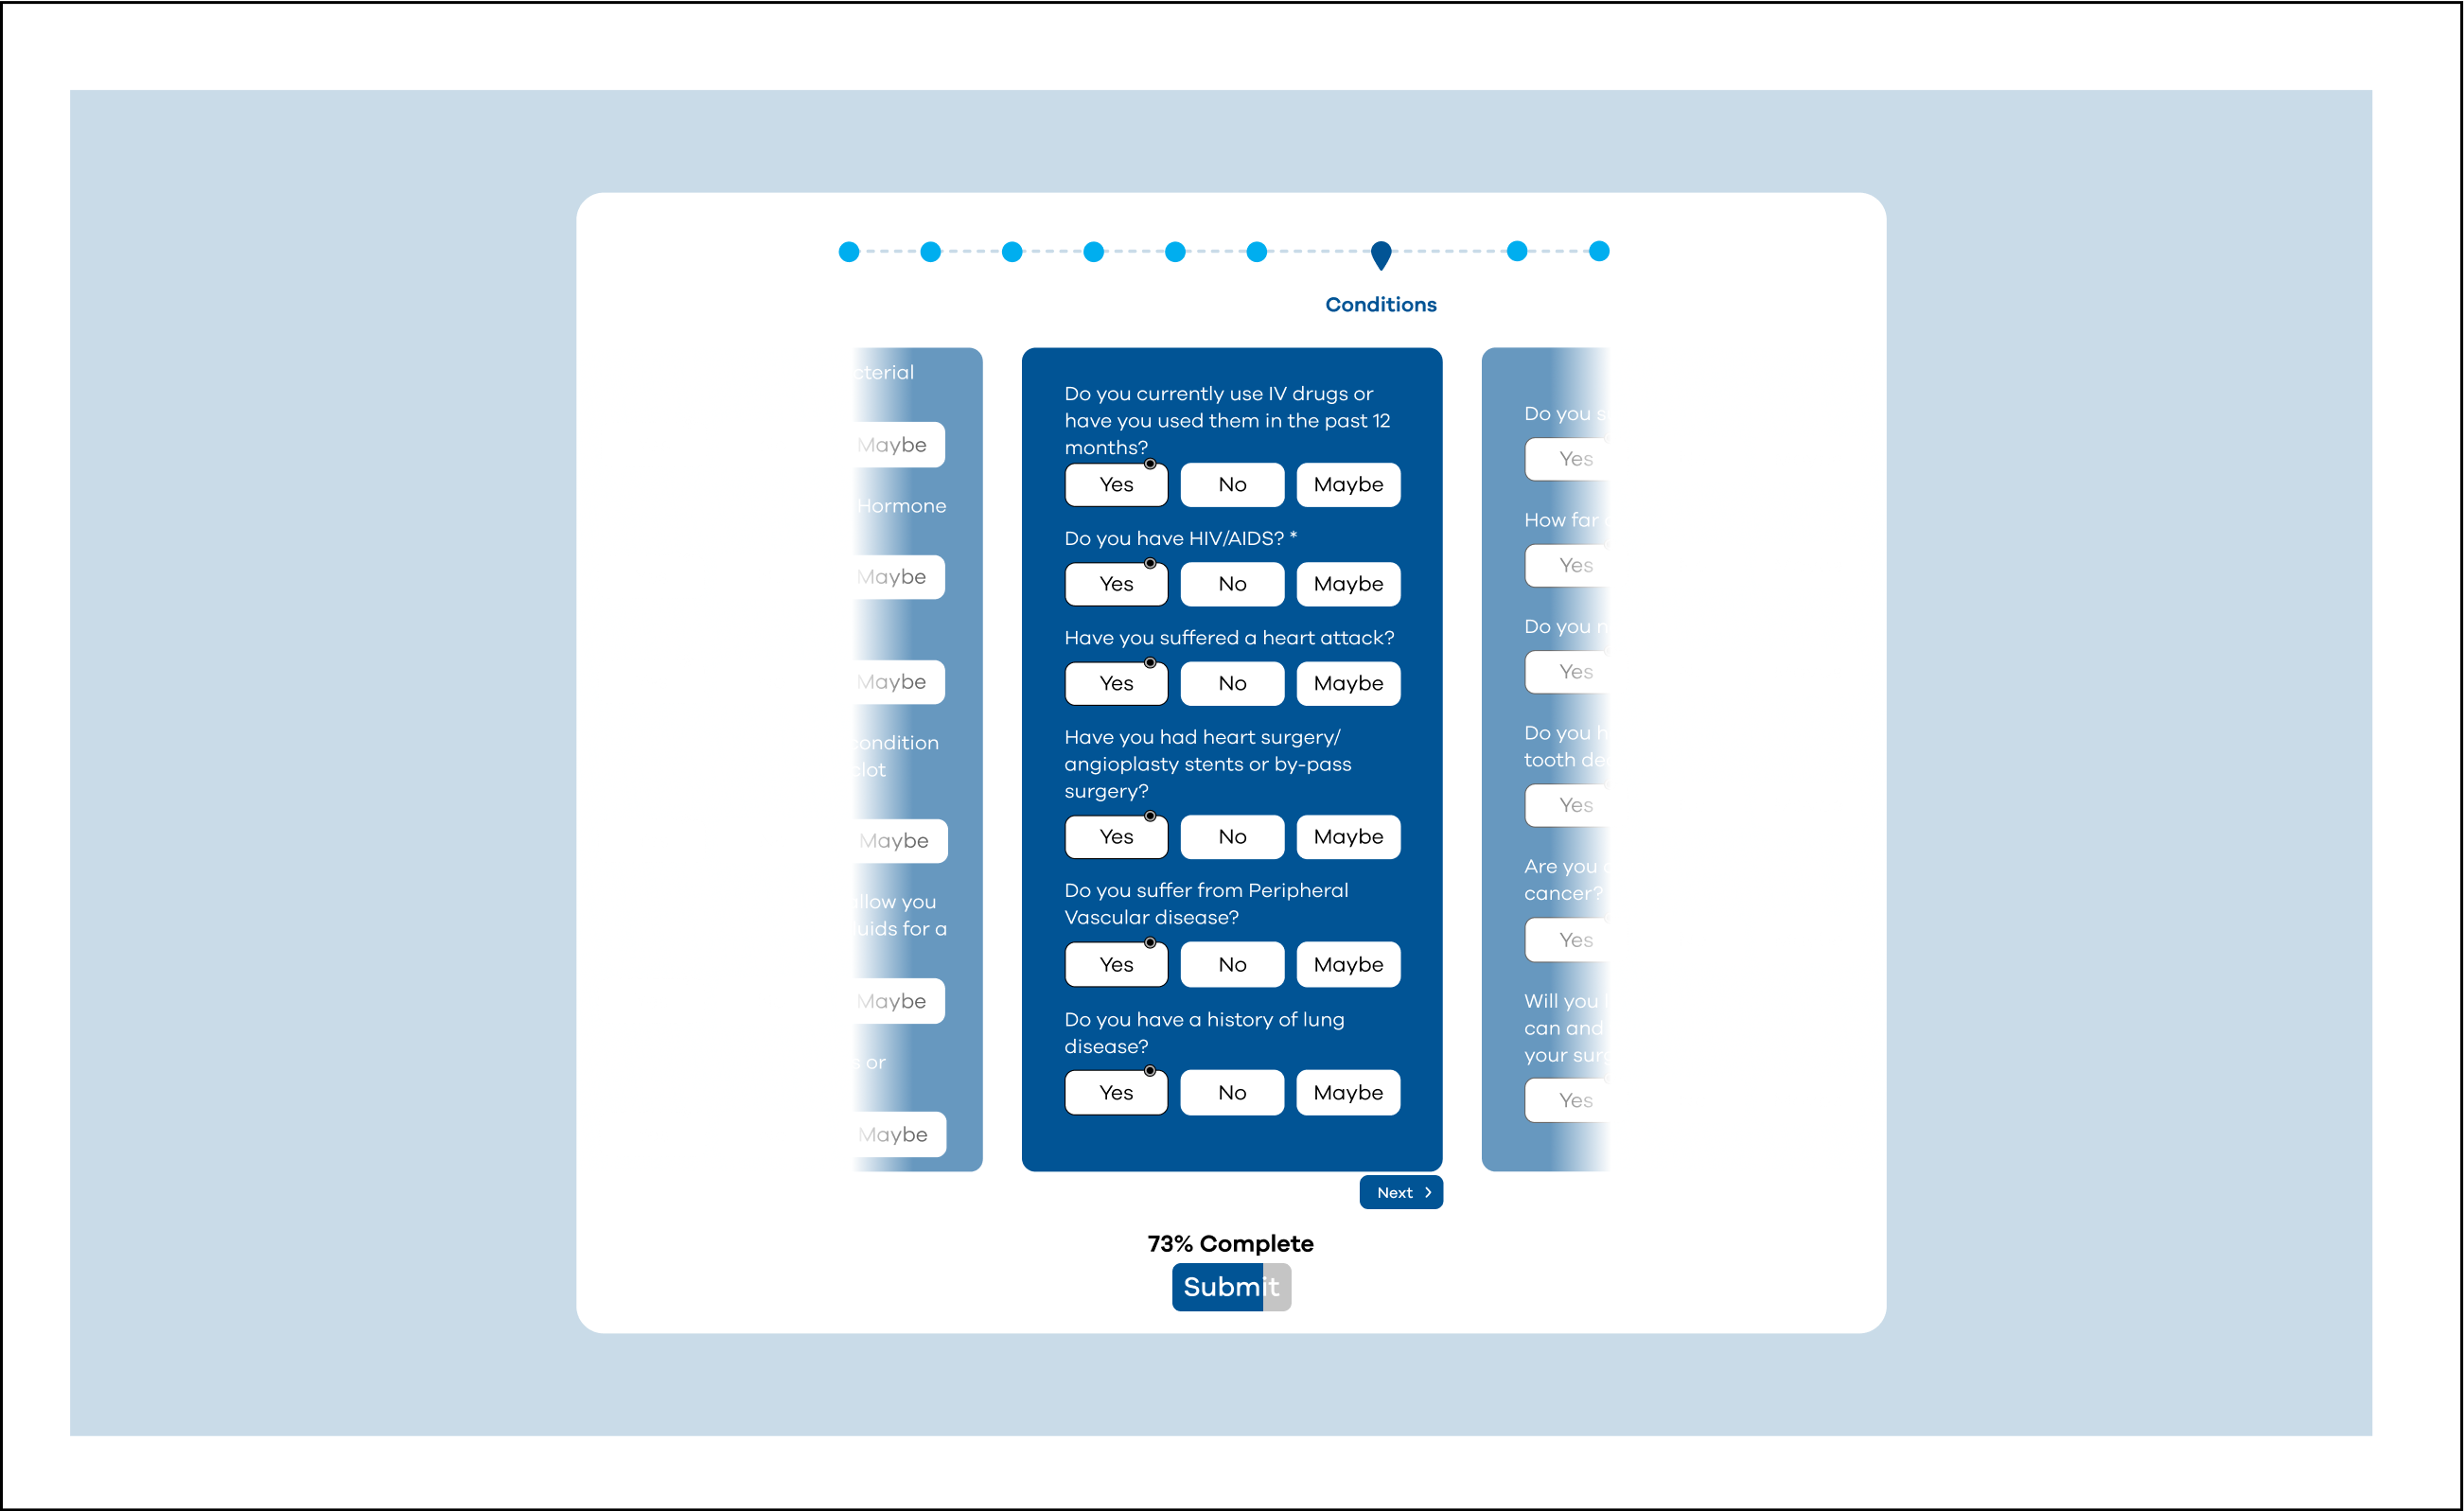 Conditions
Maybe
Hormone
Maybe
Maybe
condition
clot
Maybe
allow you
for a
Maybe
or
Maybe
Do you currently use IV drugs or
have you used them in the past 12
months?
Yes No Maybe
Do you have HIV/AIDS? *
Yes No Maybe
Have you suffered a heart attack?
Yes No Maybe
Have you had heart surgery/
angioplasty stents or by-pass
surgery?
Yes No Maybe
Do you suffer from Peripheral
Vascular disease?
Yes No Maybe
Do you have a history of lung
disease?
Yes No Maybe
Do you
Yes
How far
Yes
Do you
Yes
Do you
tooth
Yes
Are you
cancer?
Yes
Will you
can and
your
Yes
Next
73% Complete
Submit